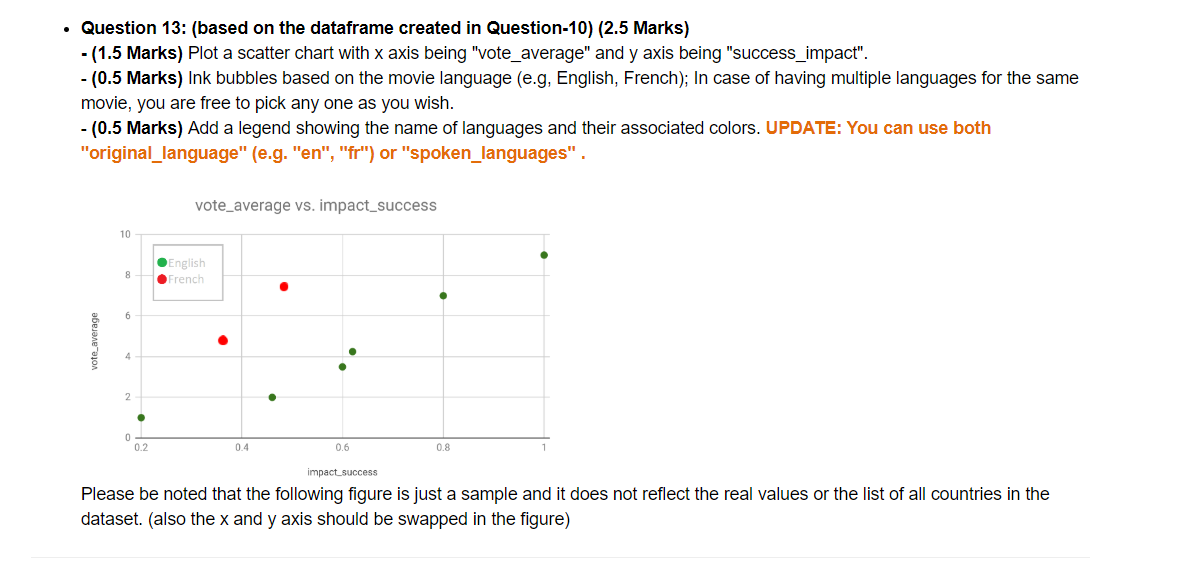 • Question 13: (based on the dataframe created in Question-10) (2.5 Marks)
- (1.5 Marks) Plot a scatter chart with x axis being "vote_average" and y axis being "success_impact".
- (0.5 Marks) Ink bubbles based on the movie language (e.g, English, French); In case of having multiple languages for the same
movie, you are free to pick any one as you wish.
- (0.5 Marks) Add a legend showing the name of languages and their associated colors. UPDATE: You can use both
"original_language" (e.g. "en", "fr") or "spoken_languages" .
vote_average vs. impact_success
10
English
8
French
6
vote_average
4
2
0
0.2 0.4 0.6 0.8 1
impact_success
Please be noted that the following figure is just a sample and it does not reflect the real values or the list of all countries in the
dataset. (also the x and y axis should be swapped in the figure)